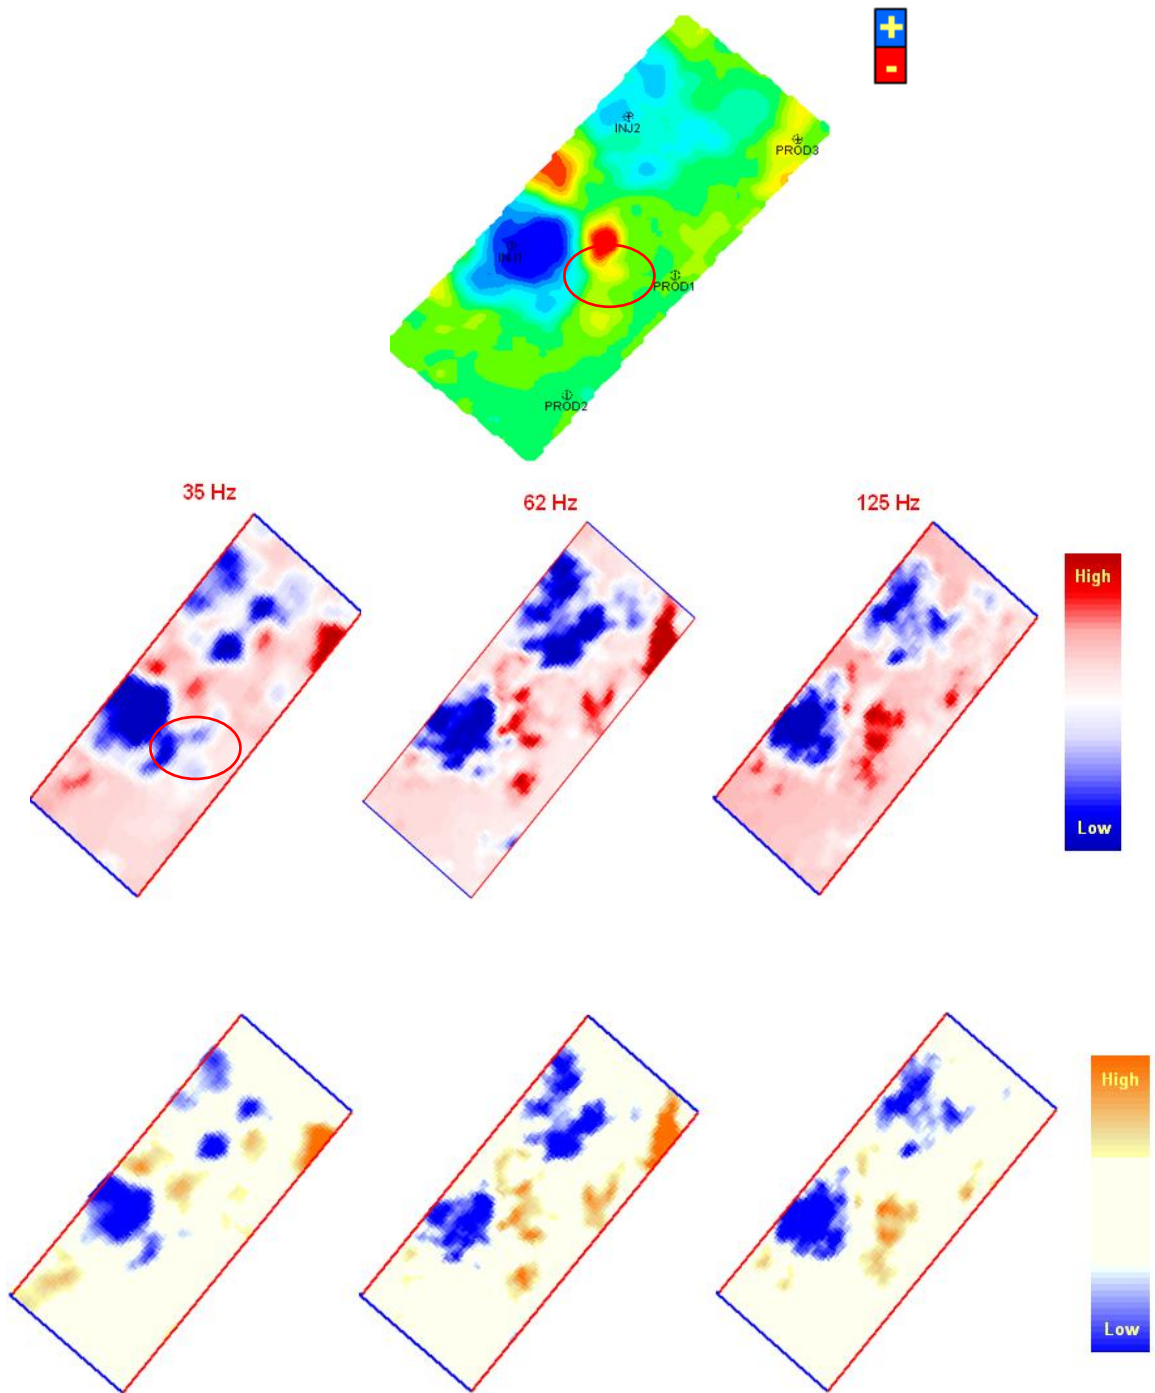 +
-
INJ2
PROD3
INJ1
PROD1
PROD2
35 Hz
62 Hz
125 Hz
High
Low
High
Low